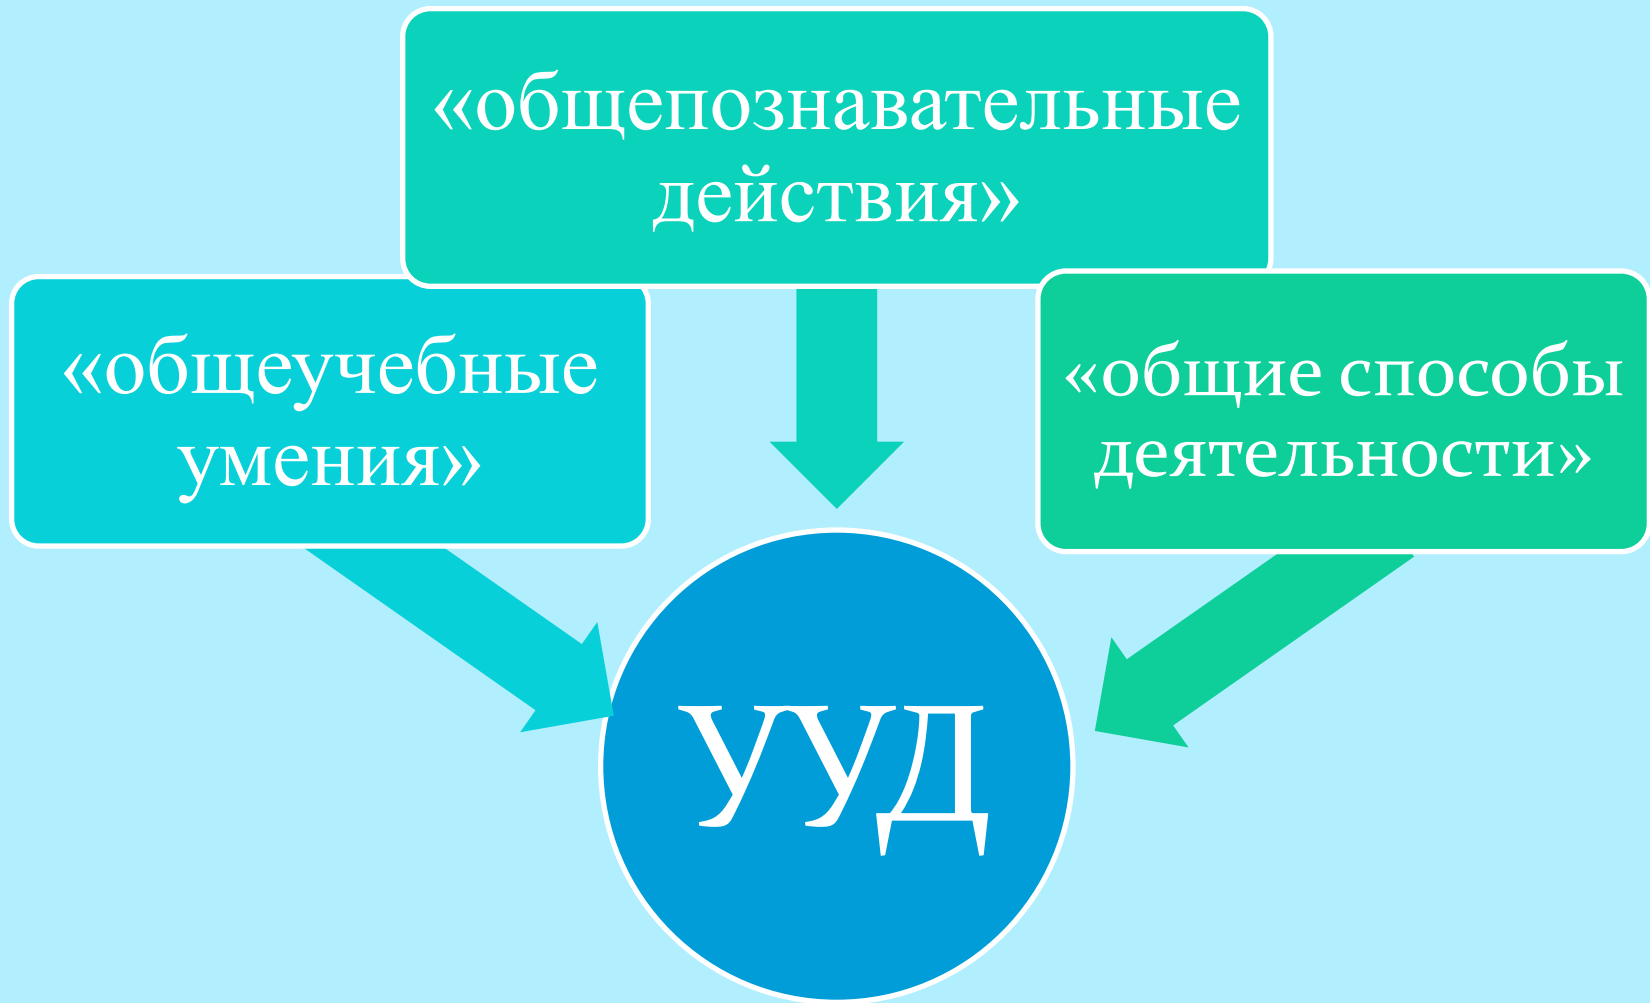 «общепознавательные
действия»
«общеучебные
умения»
«общие способы
деятельности»
УУД